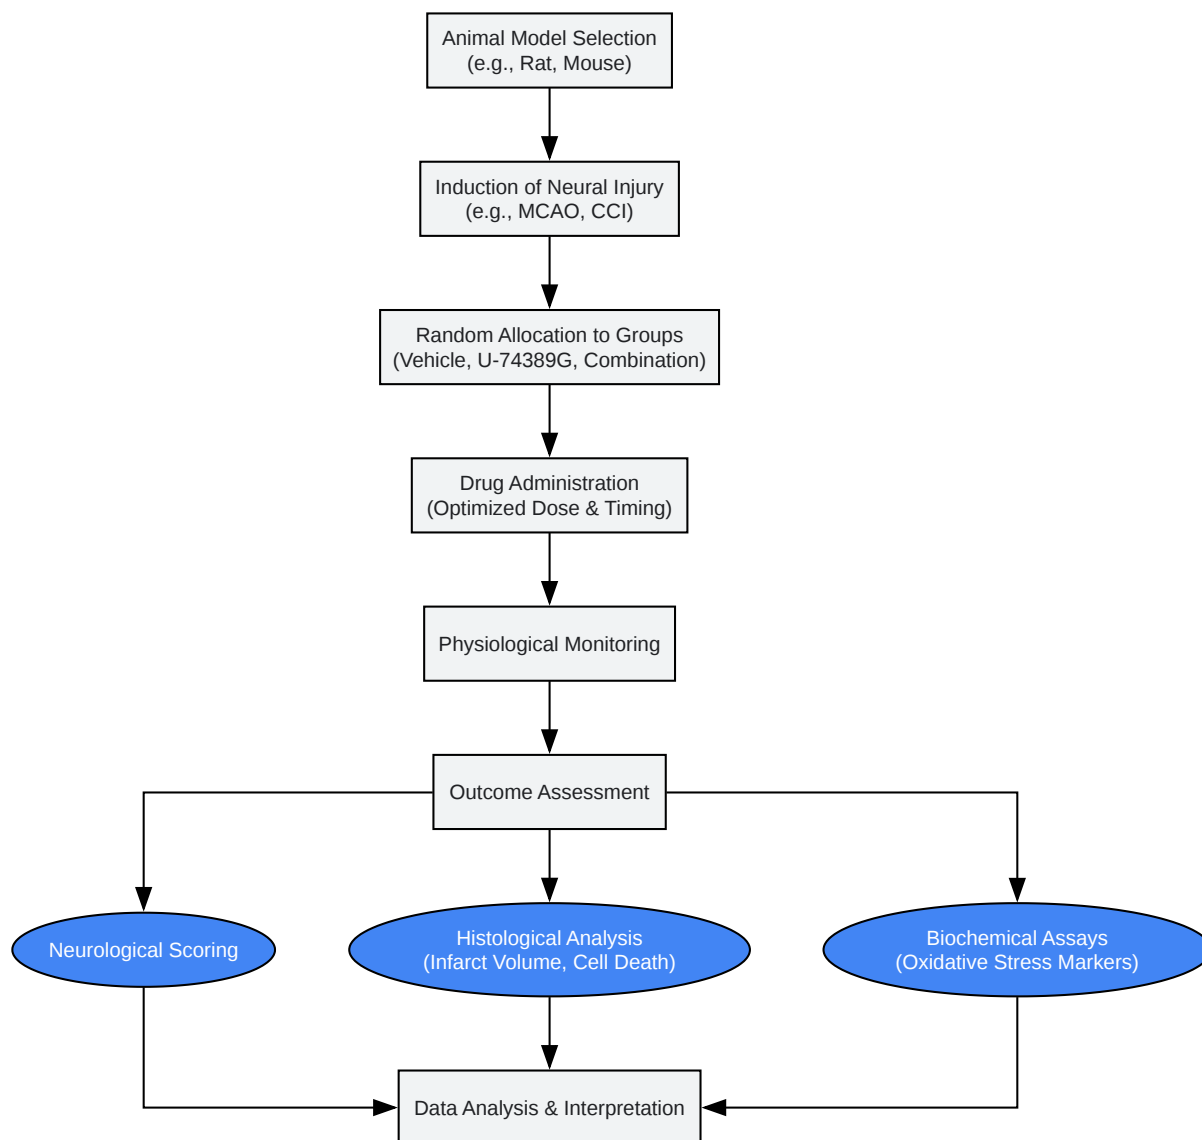 Animal Model Selection
(e.g., Rat, Mouse)
Induction of Neural Injury
(e.g., MCAO, CCI)
Random Allocation to Groups
(Vehicle, U-74389G, Combination)
Drug Administration
(Optimized Dose & Timing)
Physiological Monitoring
Outcome Assessment
Neurological Scoring
Histological Analysis
(Infarct Volume, Cell Death)
Biochemical Assays
(Oxidative Stress Markers)
Data Analysis & Interpretation